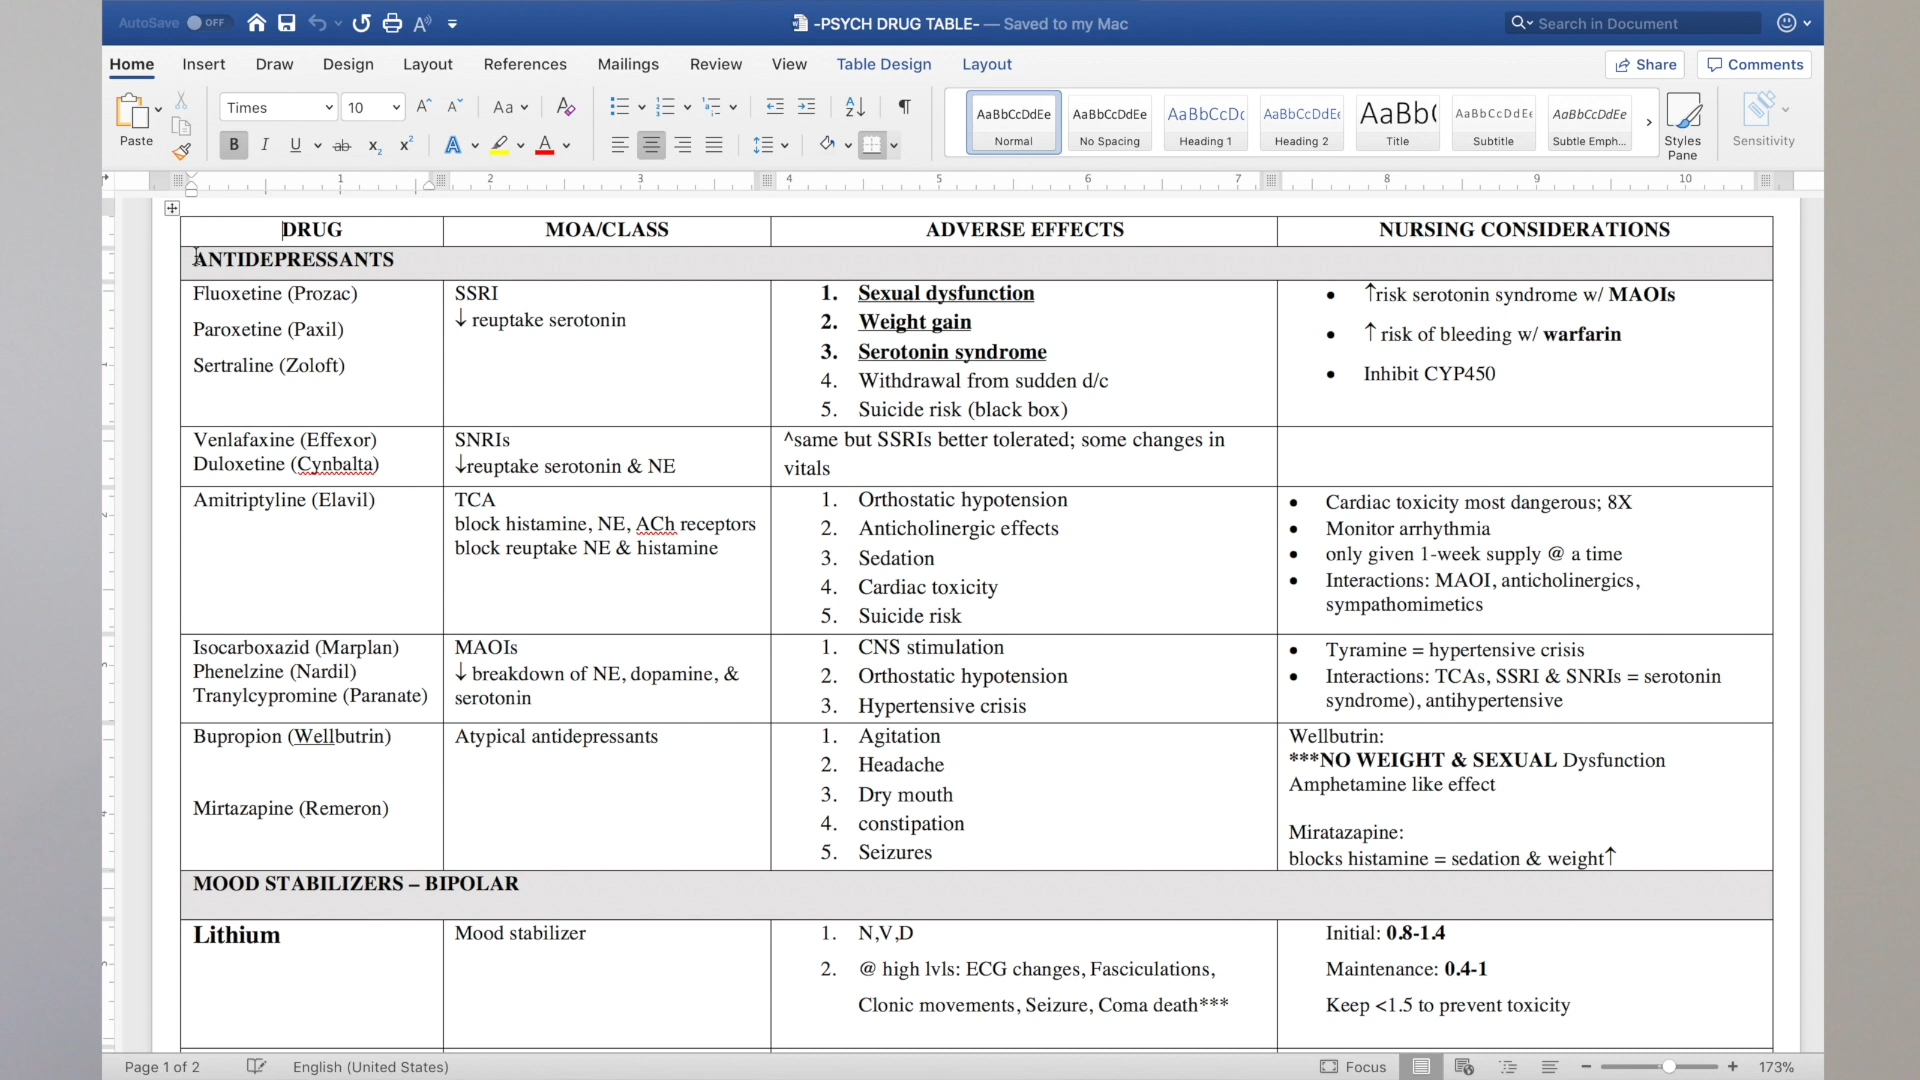 AutoSave OFF
-PSYCH DRUG TABLE- — Saved to my Mac
Search in Document
Home Insert Draw Design Layout References Mailings Review View Table Design Layout
Share Comments
Paste
Times 10
AaBbCcDdEe AaBbCcDdEe AaBbCcDc AaBbCcDdEe AaBb( AaBbCcDdEe AaBbCcDdEe
Normal No Spacing Heading 1 Heading 2 Title Subtitle Subtle Emph...
Styles Pane
Sensitivity
1 2 3 4 5 6 7 8 9 10
DRUG MOA/CLASS ADVERSE EFFECTS NURSING CONSIDERATIONS
ANTIDEPRESSANTS
Fluoxetine (Prozac)
Paroxetine (Paxil)
Sertraline (Zoloft)
SSRI
↓ reuptake serotonin
1. Sexual dysfunction
2. Weight gain
3. Serotonin syndrome
4. Withdrawal from sudden d/c
5. Suicide risk (black box)
• ↑risk serotonin syndrome w/ MAOIs
• ↑ risk of bleeding w/ warfarin
• Inhibit CYP450
Venlafaxine (Effexor)
Duloxetine (Cynbalta)
SNRIs
↓reuptake serotonin & NE
^same but SSRIs better tolerated; some changes in
vitals
Amitriptyline (Elavil)
TCA
block histamine, NE, ACh receptors
block reuptake NE & histamine
1. Orthostatic hypotension
2. Anticholinergic effects
3. Sedation
4. Cardiac toxicity
5. Suicide risk
• Cardiac toxicity most dangerous; 8X
• Monitor arrhythmia
• only given 1-week supply @ a time
• Interactions: MAOI, anticholinergics,
sympathomimetics
Isocarboxazid (Marplan)
Phenelzine (Nardil)
Tranylcypromine (Paranate)
MAOIs
↓ breakdown of NE, dopamine, &
serotonin
1. CNS stimulation
2. Orthostatic hypotension
3. Hypertensive crisis
• Tyramine = hypertensive crisis
• Interactions: TCAs, SSRI & SNRIs = serotonin
syndrome), antihypertensive
Bupropion (Wellbutrin)
Mirtazapine (Remeron)
Atypical antidepressants
1. Agitation
2. Headache
3. Dry mouth
4. constipation
5. Seizures
Wellbutrin:
***NO WEIGHT & SEXUAL Dysfunction
Amphetamine like effect
Miratazapine:
blocks histamine = sedation & weight↑
MOOD STABILIZERS – BIPOLAR
Lithium
Mood stabilizer
1. N,V,D
2. @ high lvls: ECG changes, Fasciculations,
Clonic movements, Seizure, Coma death***
Initial: 0.8-1.4
Maintenance: 0.4-1
Keep <1.5 to prevent toxicity
Page 1 of 2 English (United States) Focus 173%